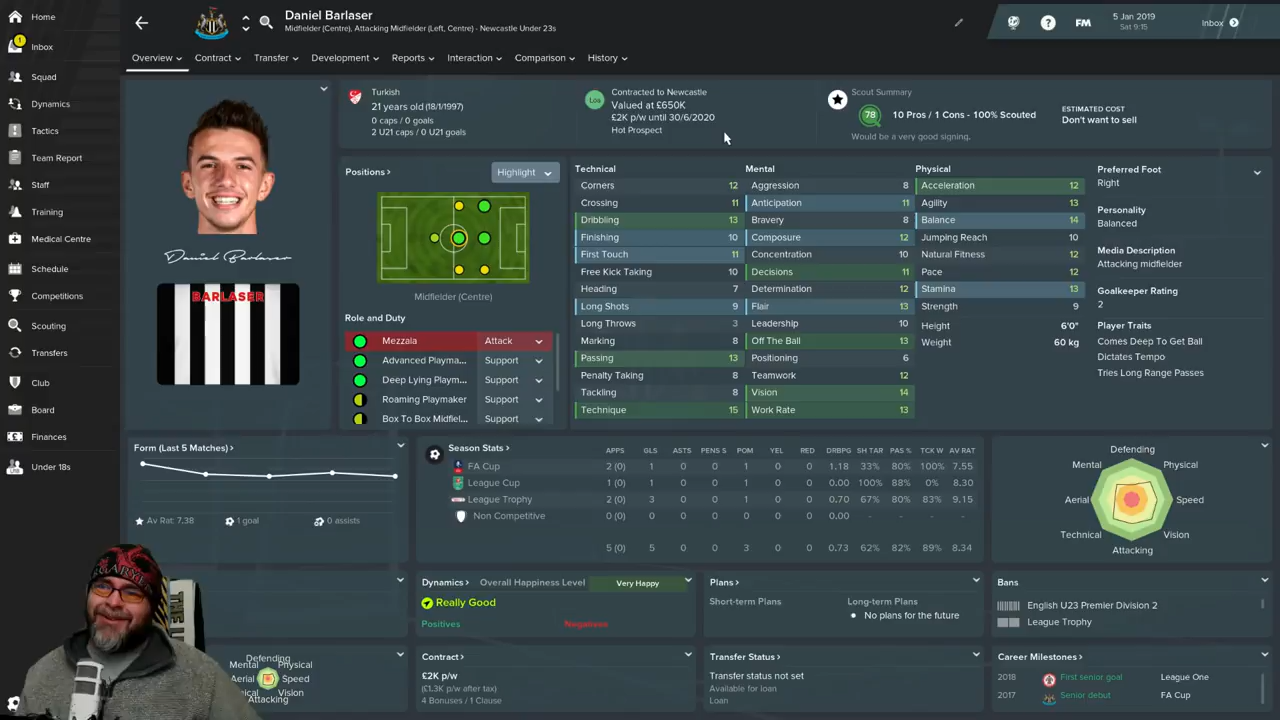 Home
Inbox
1
Squad
Dynamics
Tactics
Team Report
Staff
Training
Medical Centre
Schedule
Competitions
Scouting
Transfers
Club
Board
Finances
Under 18s
Daniel Barlaser
Midfielder (Centre), Attacking Midfielder (Left, Centre) - Newcastle Under 23s
? FM
5 Jan 2019
Sat 9:15
Inbox
Overview Contract Transfer Development Reports Interaction Comparison History
BARLASER
Daniel Barlaser
Turkish
21 years old (18/1/1997)
0 caps / 0 goals
2 U21 caps / 0 U21 goals
Loa
Contracted to Newcastle
Valued at £650K
£2K p/w until 30/6/2020
Hot Prospect
Scout Summary
78 10 Pros / 1 Cons - 100% Scouted
Would be a very good signing.
ESTIMATED COST
Don't want to sell
Positions
Highlight
Midfielder (Centre)
Role and Duty
Mezzala Attack
Advanced Playma... Support
Deep Lying Playm... Support
Roaming Playmaker Support
Box To Box Midfiel... Support
Technical
Corners 12
Crossing 11
Dribbling 13
Finishing 10
First Touch 11
Free Kick Taking 10
Heading 7
Long Shots 9
Long Throws 3
Marking 8
Passing 13
Penalty Taking 8
Tackling 8
Technique 15
Mental
Aggression 8
Anticipation 11
Bravery 8
Composure 12
Concentration 10
Decisions 11
Determination 12
Flair 13
Leadership 10
Off The Ball 13
Positioning 6
Teamwork 12
Vision 14
Work Rate 13
Physical
Acceleration 12
Agility 13
Balance 14
Jumping Reach 10
Natural Fitness 12
Pace 12
Stamina 13
Strength 9
Height 6'0"
Weight 60 kg
Preferred Foot
Right
Personality
Balanced
Media Description
Attacking midfielder
Goalkeeper Rating
2
Player Traits
Comes Deep To Get Ball
Dictates Tempo
Tries Long Range Passes
Form (Last 5 Matches)
Av Rat: 7.38 1 goal 0 assists
Season Stats APPS GLS ASTS PENS S POM YEL RED DRBPG SH TAR PAS % TCK W AV RAT
FA Cup 2 (0) 1 0 0 1 0 0 1.18 33% 80% 100% 7.55
League Cup 1 (0) 1 0 0 1 0 0 0.00 100% 88% 0% 8.30
League Trophy 2 (0) 3 0 0 1 0 0 0.70 67% 80% 83% 9.15
Non Competitive 0 (0) 0 0 0 0 0 0 0.00 - - - -
5 (0) 5 0 0 3 0 0 0.73 62% 82% 89% 8.34
Defending
Mental Physical
Aerial Speed
Technical Vision
Attacking
Dynamics Overall Happiness Level Very Happy
Really Good
Positives Negatives
Plans
Short-term Plans Long-term Plans
No plans for the future
Bans
English U23 Premier Division 2
League Trophy
Defending
Mental Physical
Aerial Speed
ical Vision
Attacking
Contract
£2K p/w
(£1.3K p/w after tax)
4 Bonuses / 1 Clause
Transfer Status
Transfer status not set
Available for loan
Loan
Career Milestones
2018 First senior goal League One
2017 Senior debut FA Cup